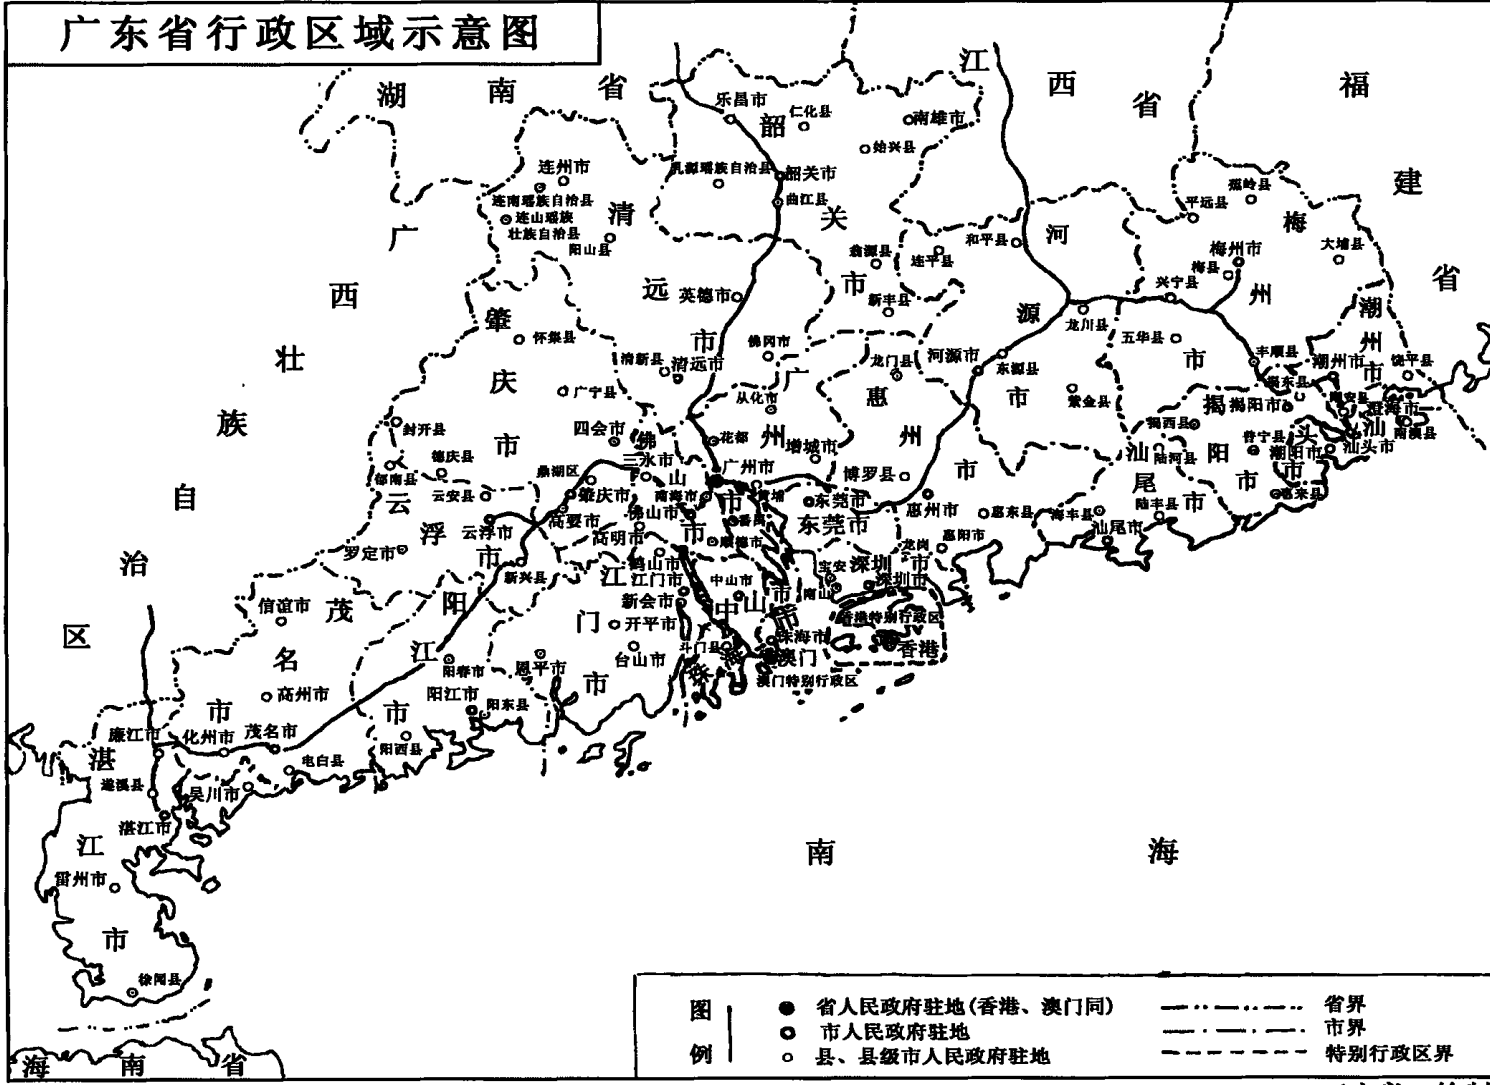 广东省行政区域示意图
湖南省
江西省
福建省
广西壮族自治区
海南省
南海
韶关市
清远市
肇庆市
云浮市
茂名市
湛江市
阳江市
江门市
佛山市
广州市
惠州市
河源市
梅州市
潮州市
揭阳市
汕头市
汕尾市
东莞市
深圳市
中山市
珠海市
乐昌市
仁化县
南雄市
始兴县
乳源瑶族自治县
韶关市
曲江县
翁源县
新丰县
连州市
连南瑶族自治县
连山瑶族
壮族自治县
阳山县
英德市
佛冈市
清新县
清远市
怀集县
广宁县
四会市
封开县
德庆县
郁南县
云安县
云浮市
罗定市
新兴县
鼎湖区
肇庆市
高要市
三水市
南海市
佛山市
高明市
顺德市
鹤山市
江门市
新会市
开平市
台山市
恩平市
斗门县
珠海市
中山市
从化市
花都
增城市
广州市
黄埔
番禺
东莞市
龙门县
博罗县
惠州市
惠东县
惠阳市
龙岗
宝安
南山
深圳市
香港特别行政区
香港
澳门
澳门特别行政区
连平县
和平县
龙川县
河源市
东源县
紫金县
蕉岭县
平远县
大埔县
梅州市
梅县
兴宁县
五华县
丰顺县
潮州市
饶平县
揭东县
揭阳市
揭西县
普宁县
惠来县
潮安县
澄海市
南澳县
汕头市
潮阳市
陆河县
陆丰市
海丰县
汕尾市
信谊市
高州市
化州市
茂名市
电白县
阳春市
阳江市
阳东县
阳西县
廉江市
遂溪县
吴川市
湛江市
雷州市
徐闻县
图例
省人民政府驻地(香港、澳门同)
市人民政府驻地
县、县级市人民政府驻地
省界
市界
特别行政区界